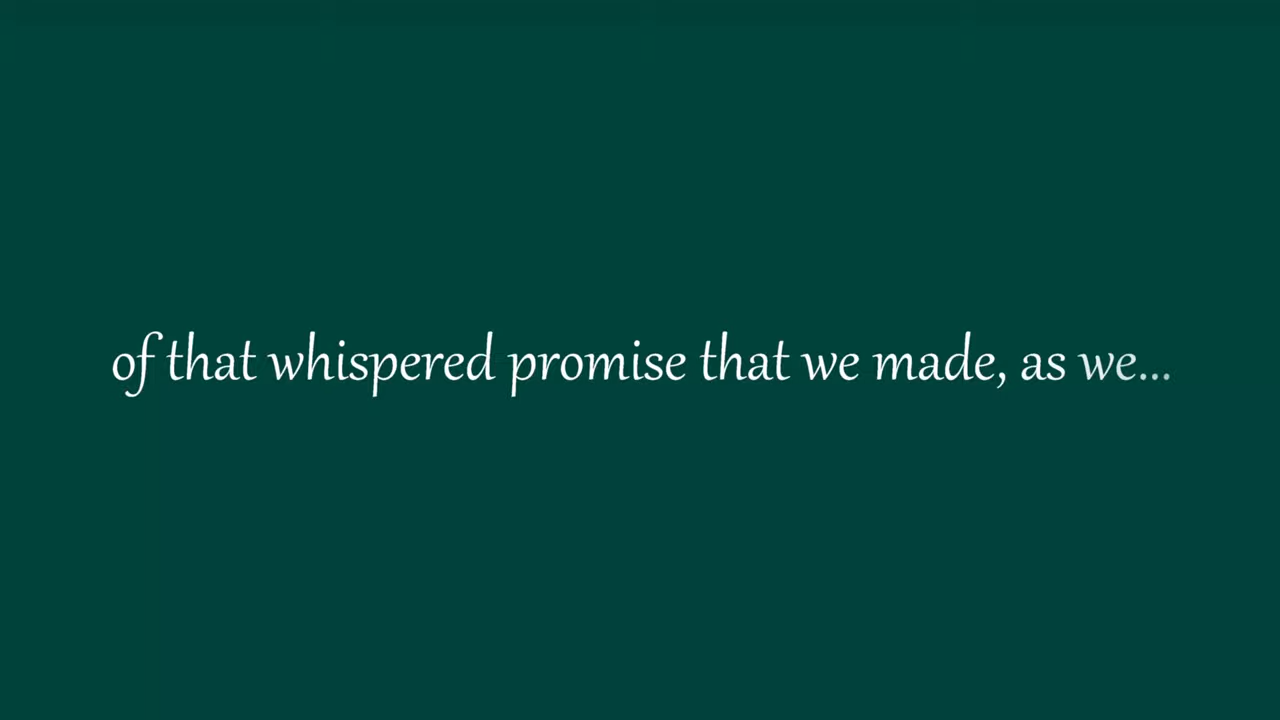 of that whispered promise that we made, as we...